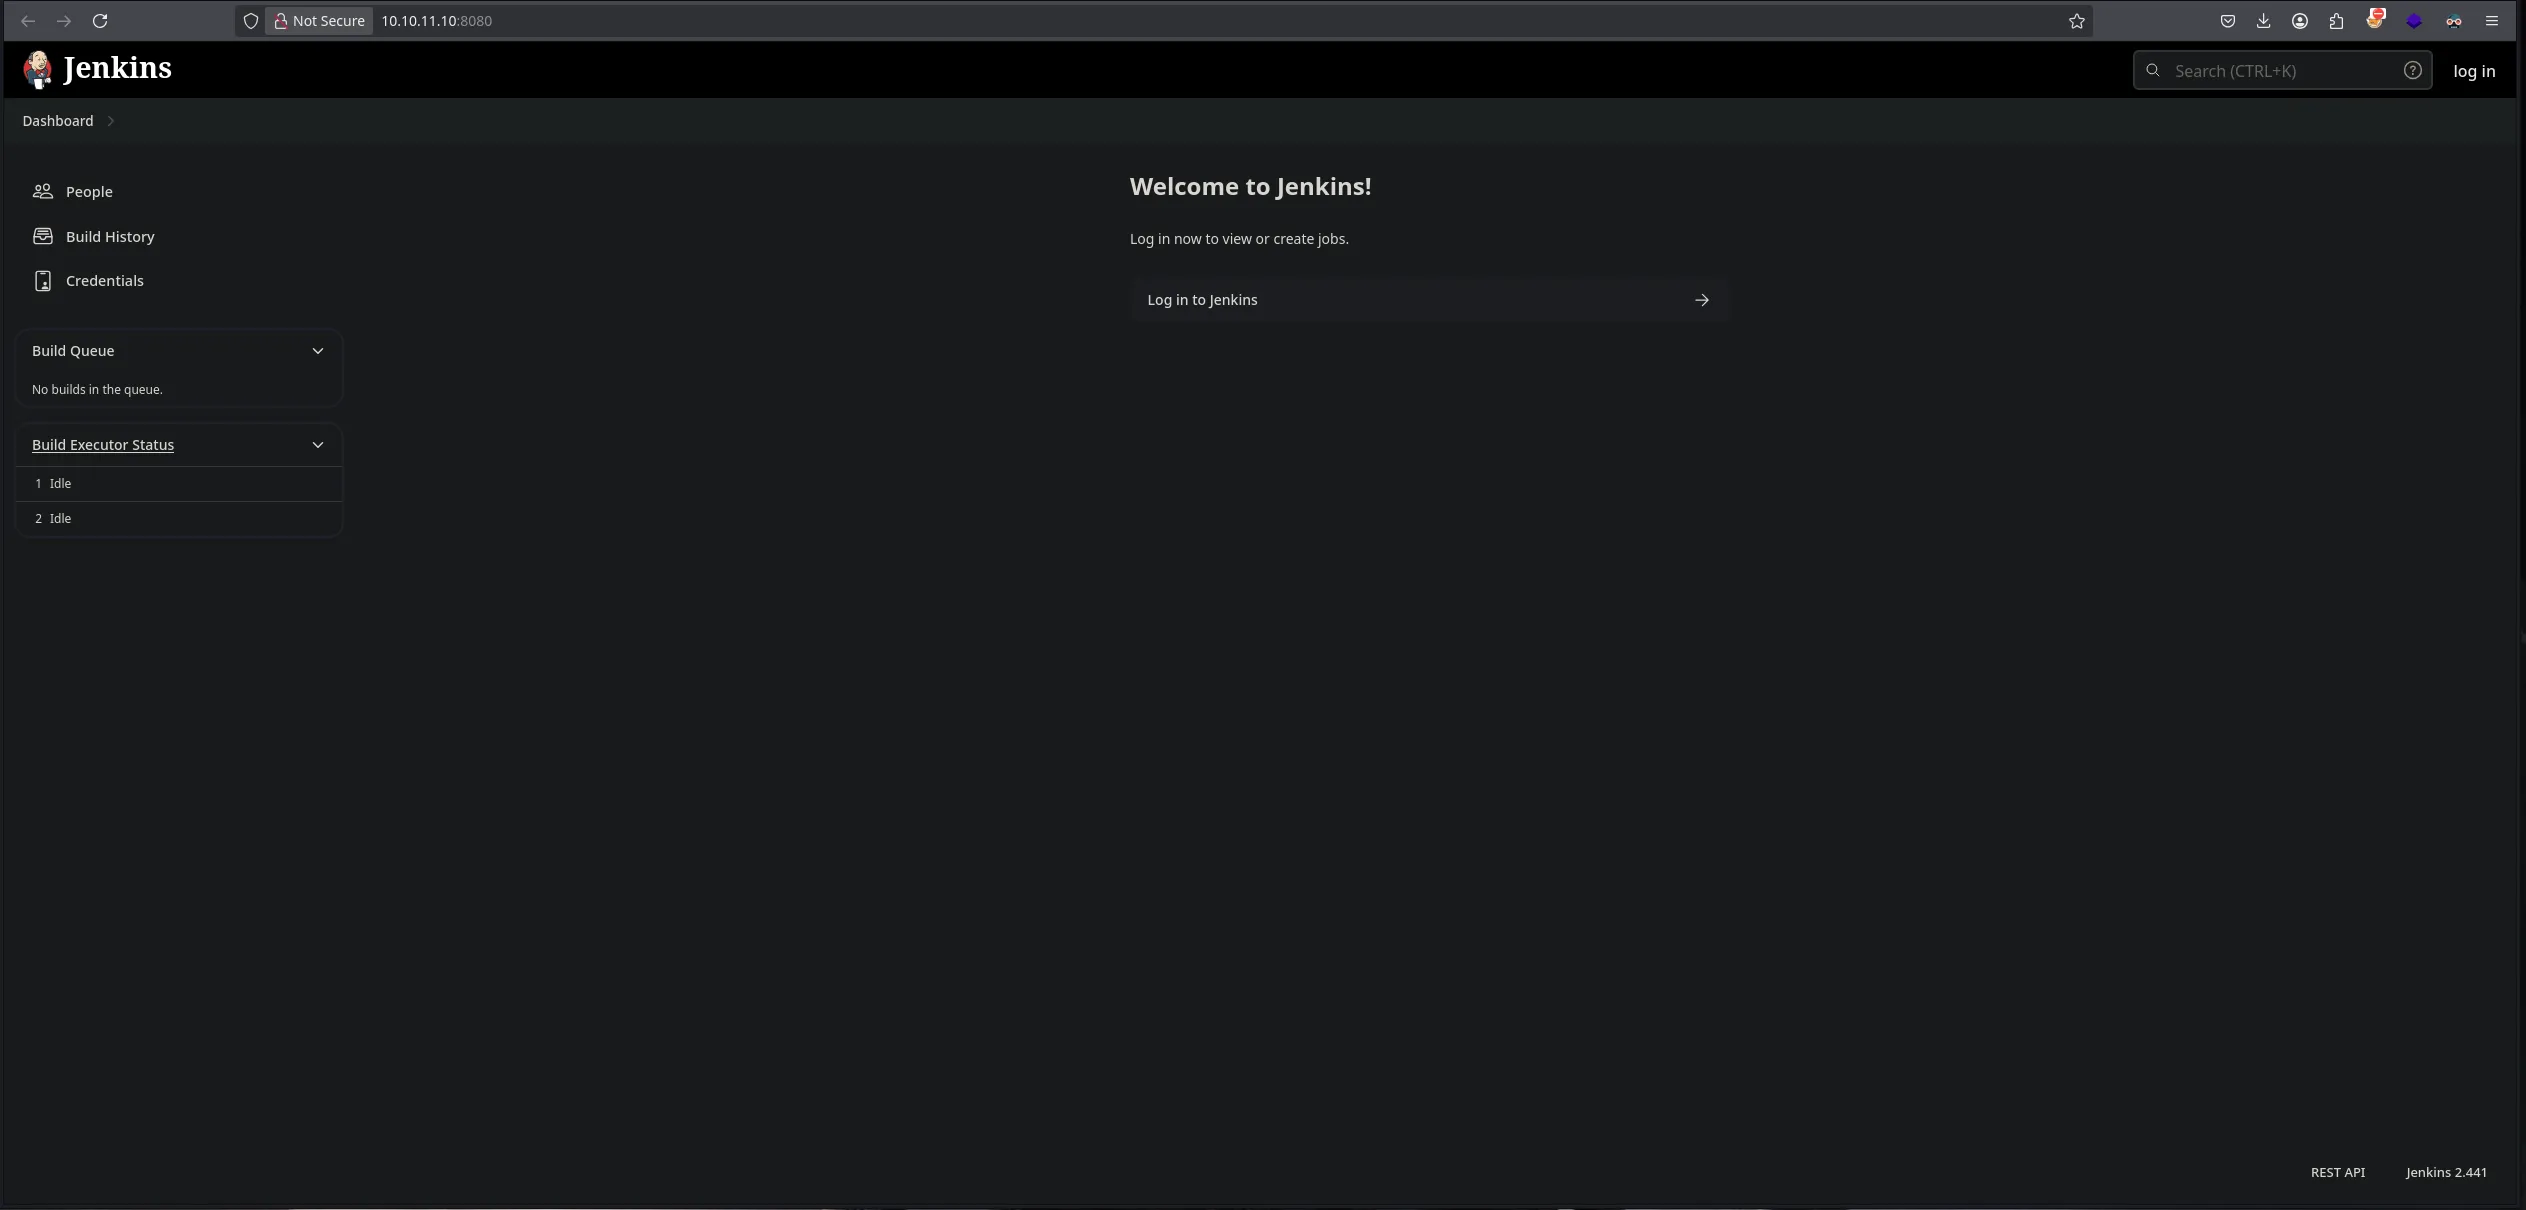 Not Secure 10.10.11.10:8080
Jenkins
Search (CTRL+K)
log in
Dashboard
People
Build History
Credentials
Build Queue
No builds in the queue.
Build Executor Status
1 Idle
2 Idle
Welcome to Jenkins!
Log in now to view or create jobs.
Log in to Jenkins
REST API
Jenkins 2.441